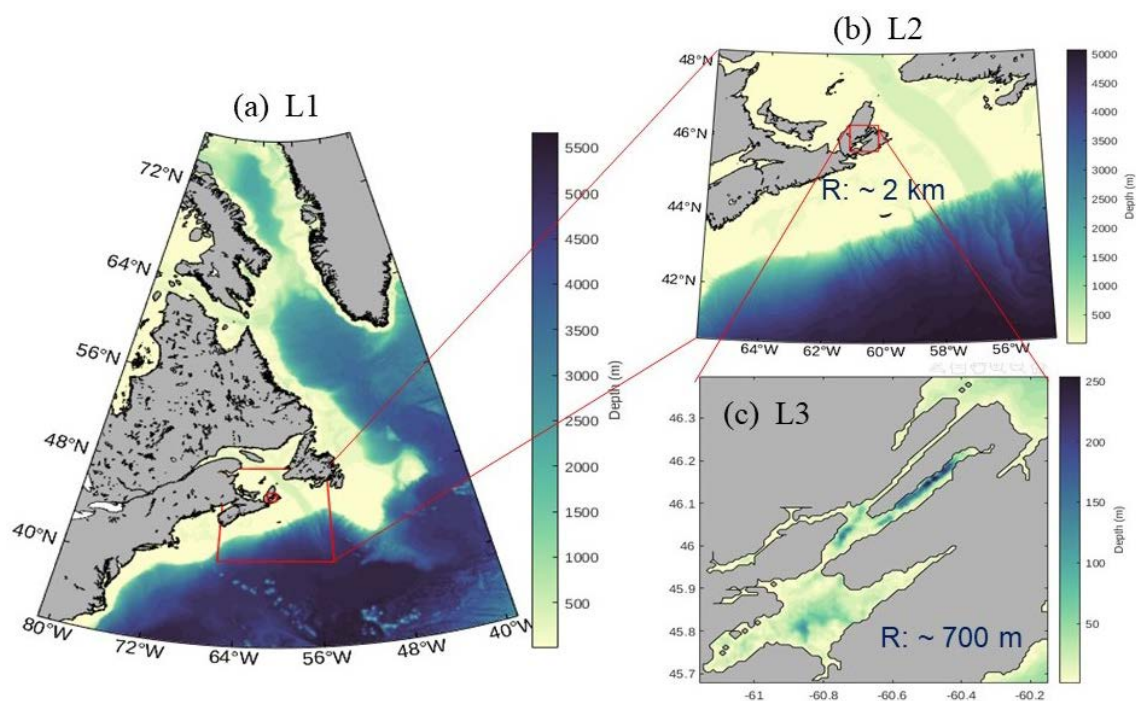 (a) L1
72°N
64°N
56°N
48°N
40°N
80°W
72°W
64°W
56°W
48°W
40°W
5500
5000
4500
4000
3500
3000
2500
2000
1500
1000
500
Depth (m)
(b) L2
48°N
46°N
44°N
42°N
64°W
62°W
60°W
58°W
56°W
R: ~ 2 km
5000
4500
4000
3500
3000
2500
2000
1500
1000
500
Depth (m)
(c) L3
46.3
46.2
46.1
46
45.9
45.8
45.7
-61
-60.8
-60.6
-60.4
-60.2
R: ~ 700 m
250
200
150
100
50
Depth (m)